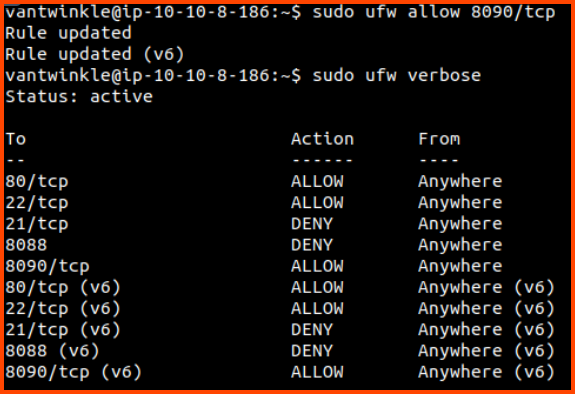 vantwinkle@ip-10-10-8-186:~$ sudo ufw allow 8090/tcp
Rule updated
Rule updated (v6)
vantwinkle@ip-10-10-8-186:~$ sudo ufw verbose
Status: active
To Action From
-- ------ ----
80/tcp ALLOW Anywhere
22/tcp ALLOW Anywhere
21/tcp DENY Anywhere
8088 DENY Anywhere
8090/tcp ALLOW Anywhere
80/tcp (v6) ALLOW Anywhere (v6)
22/tcp (v6) ALLOW Anywhere (v6)
21/tcp (v6) DENY Anywhere (v6)
8088 (v6) DENY Anywhere (v6)
8090/tcp (v6) ALLOW Anywhere (v6)